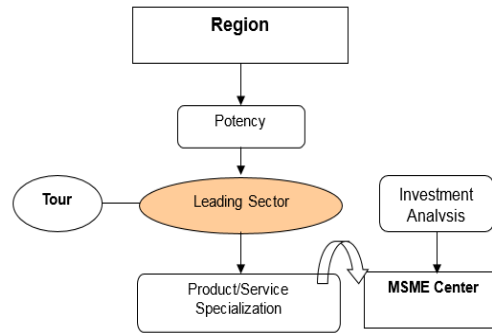 Region
Potency
Tour
Leading Sector
Investment
Analysis
Product/Service
Specialization
MSME Center